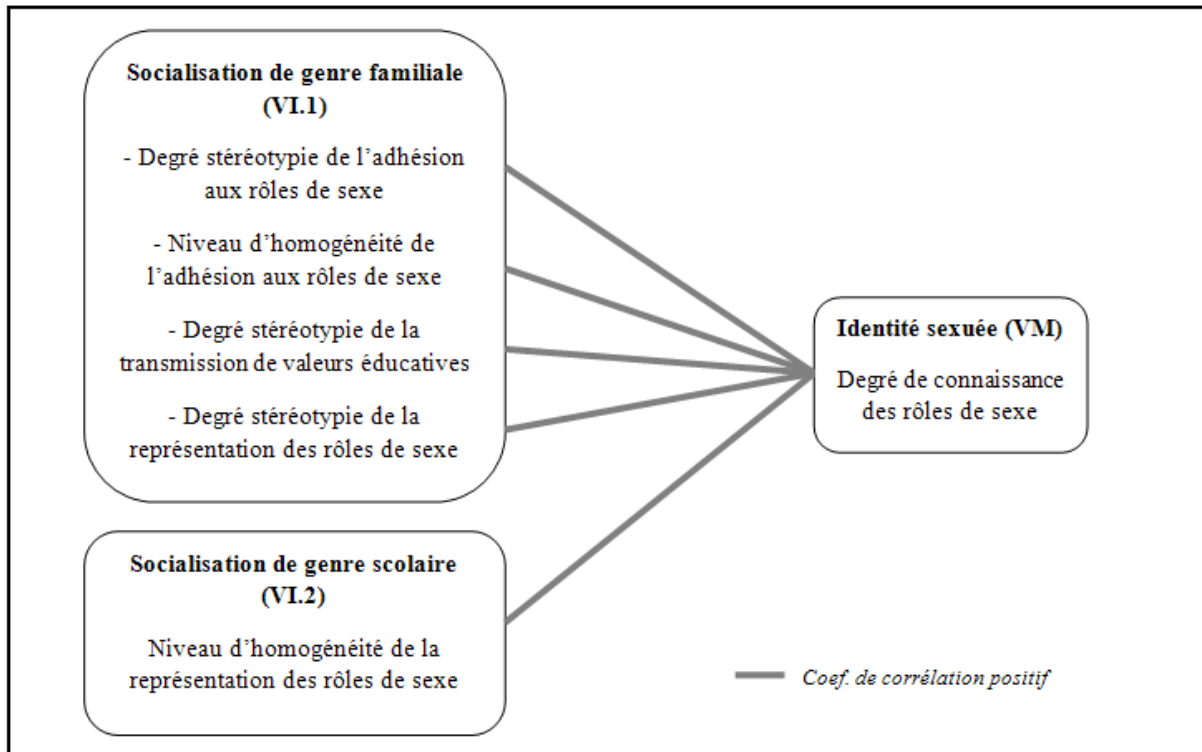 Socialisation de genre familiale
(VI.1)
- Degré stéréotypie de l’adhésion
aux rôles de sexe
- Niveau d’homogénéité de
l’adhésion aux rôles de sexe
- Degré stéréotypie de la
transmission de valeurs éducatives
- Degré stéréotypie de la
représentation des rôles de sexe
Identité sexuée (VM)
Degré de connaissance
des rôles de sexe
Socialisation de genre scolaire
(VI.2)
Niveau d’homogénéité de la
représentation des rôles de sexe
Coef. de corrélation positif